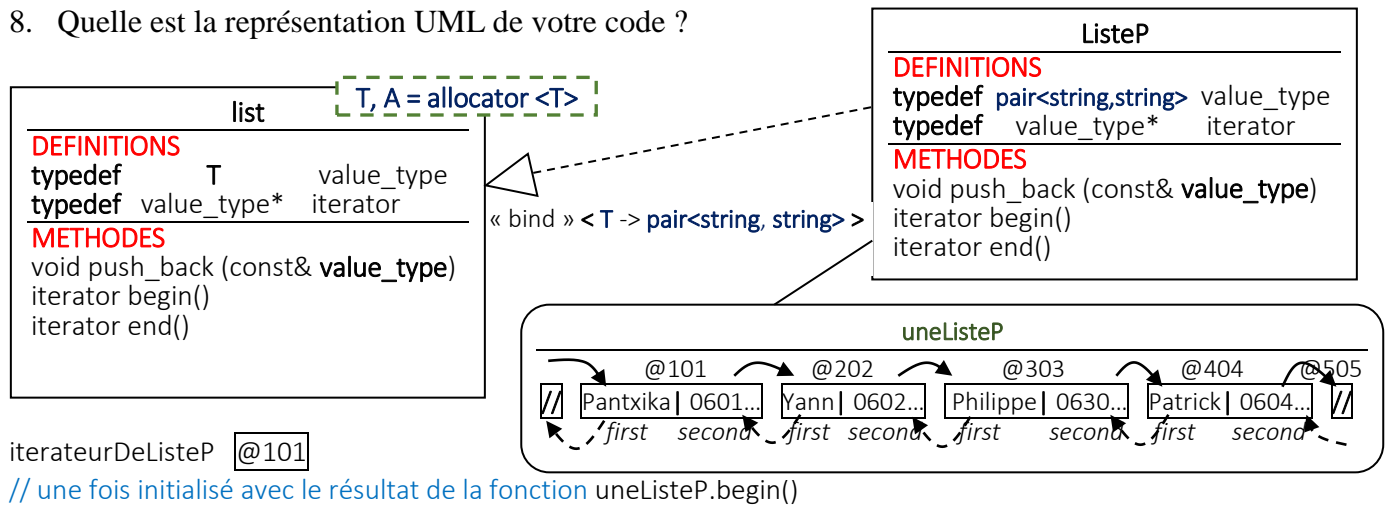 8. Quelle est la représentation UML de votre code ?
T, A = allocator <T>
list
DEFINITIONS
typedef T value_type
typedef value_type* iterator
METHODES
void push_back (const& value_type)
iterator begin()
iterator end()
« bind » < T -> pair<string, string> >
ListeP
DEFINITIONS
typedef pair<string,string> value_type
typedef value_type* iterator
METHODES
void push_back (const& value_type)
iterator begin()
iterator end()
uneListeP
@101 @202 @303 @404 @505
// Pantxika| 0601... Yann| 0602... Philippe| 0630... Patrick| 0604... //
first second first second first second first second
iterateurDeListeP @101
// une fois initialisé avec le résultat de la fonction uneListeP.begin()